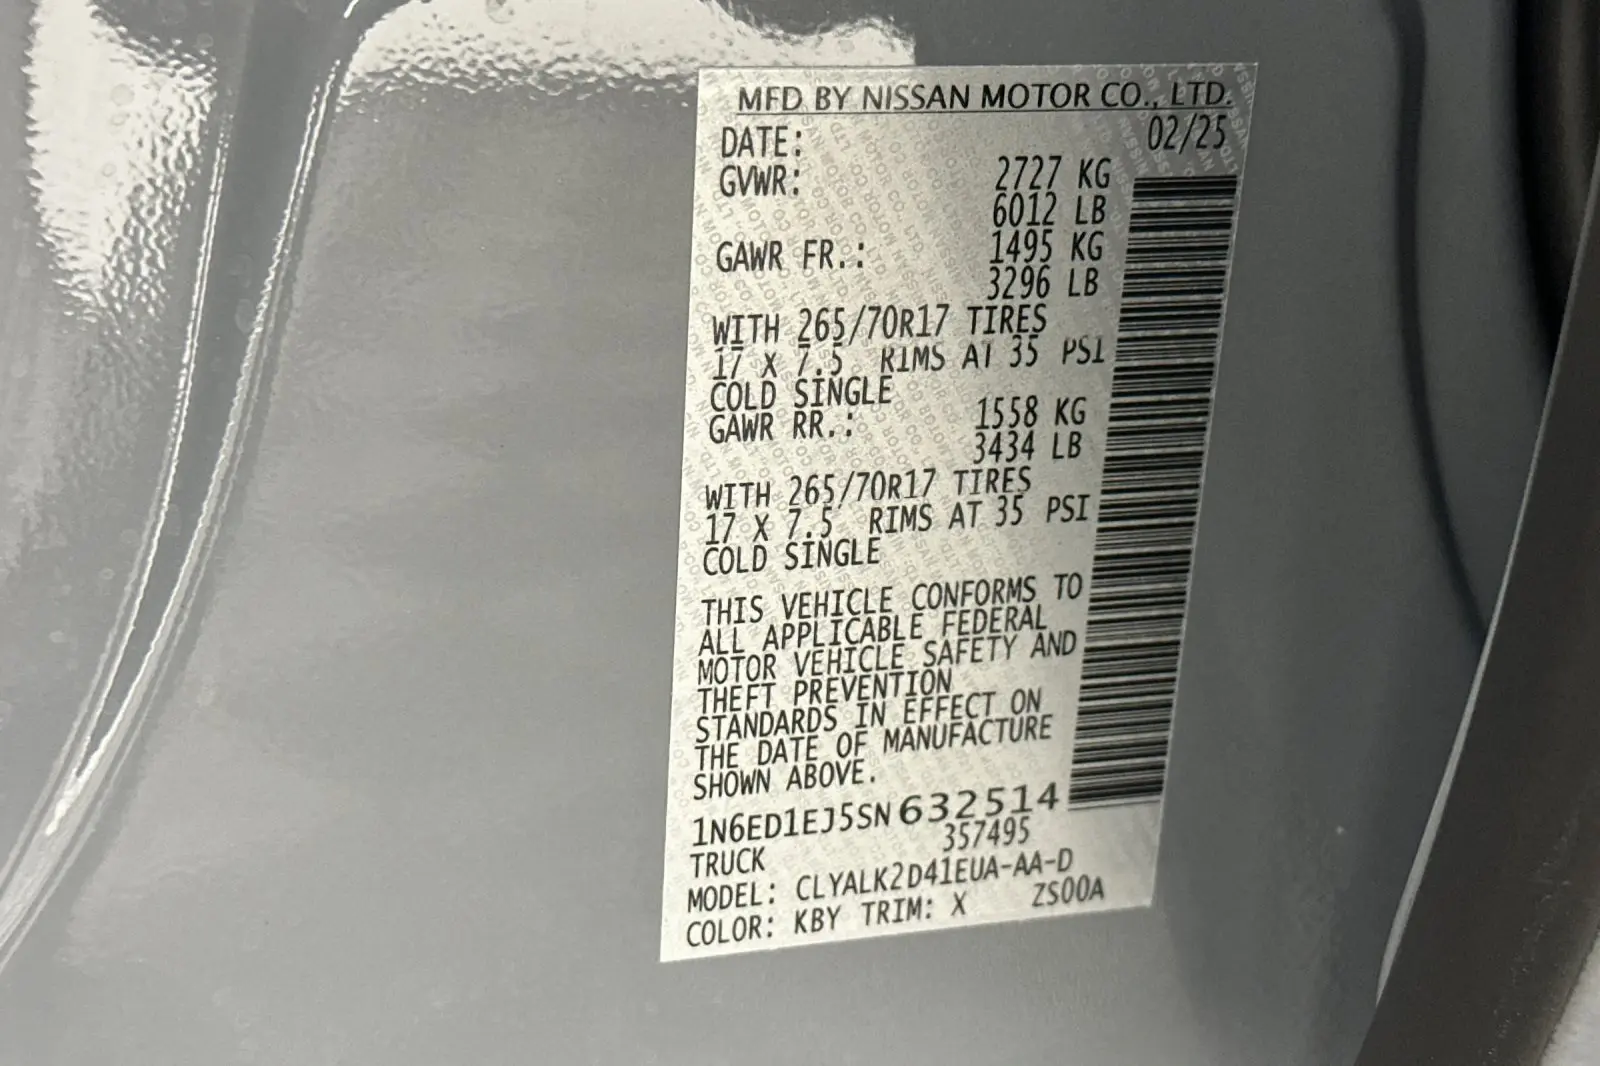 MFD BY NISSAN MOTOR CO., LTD.
DATE: 02/25
GVWR: 2727 KG
6012 LB
GAWR FR.: 1495 KG
3296 LB
WITH 265/70R17 TIRES
17 X 7.5 RIMS AT 35 PSI
COLD SINGLE
GAWR RR.: 1558 KG
3434 LB
WITH 265/70R17 TIRES
17 X 7.5 RIMS AT 35 PSI
COLD SINGLE
THIS VEHICLE CONFORMS TO
ALL APPLICABLE FEDERAL
MOTOR VEHICLE SAFETY AND
THEFT PREVENTION
STANDARDS IN EFFECT ON
THE DATE OF MANUFACTURE
SHOWN ABOVE.
1N6ED1EJ5SN632514
TRUCK 357495
MODEL: CLYALK2D41EUA-AA-D
COLOR: KBY TRIM: X ZS00A